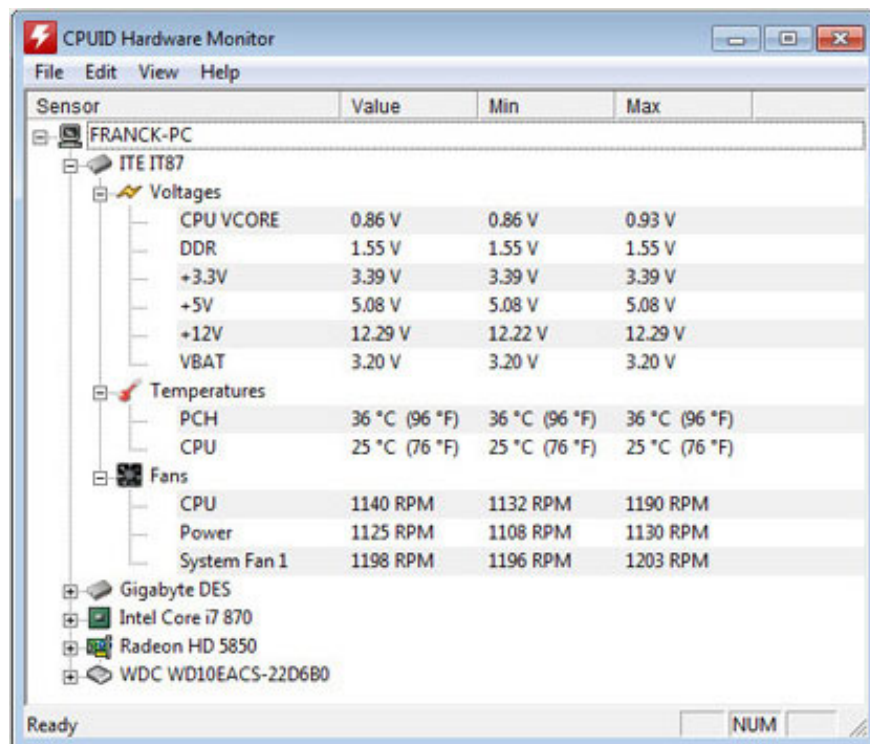 CPUID Hardware Monitor
File Edit View Help
Sensor Value Min Max
FRANCK-PC
ITE IT87
Voltages
CPU VCORE 0.86 V 0.86 V 0.93 V
DDR 1.55 V 1.55 V 1.55 V
+3.3V 3.39 V 3.39 V 3.39 V
+5V 5.08 V 5.08 V 5.08 V
+12V 12.29 V 12.22 V 12.29 V
VBAT 3.20 V 3.20 V 3.20 V
Temperatures
PCH 36 °C (96 °F) 36 °C (96 °F) 36 °C (96 °F)
CPU 25 °C (76 °F) 25 °C (76 °F) 25 °C (76 °F)
Fans
CPU 1140 RPM 1132 RPM 1190 RPM
Power 1125 RPM 1108 RPM 1130 RPM
System Fan 1 1198 RPM 1196 RPM 1203 RPM
Gigabyte DES
Intel Core i7 870
Radeon HD 5850
WDC WD10EACS-22D6B0
Ready NUM